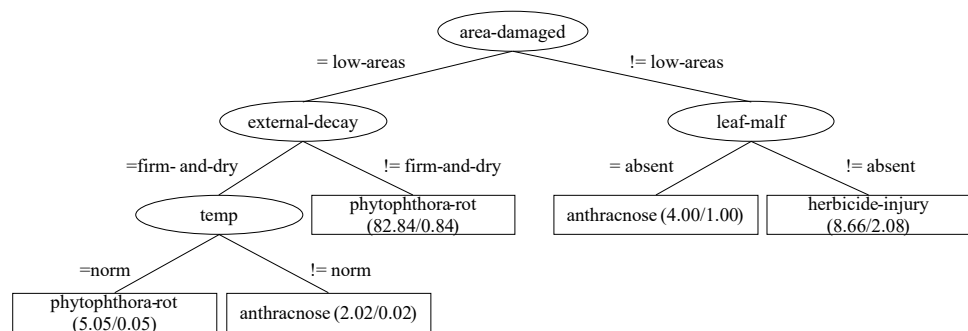 area-damaged
= low-areas
!= low-areas
external-decay
leaf-malf
=firm- and-dry
!= firm-and-dry
= absent
!= absent
temp
phytophthora-rot
(82.84/0.84)
anthracnose (4.00/1.00)
herbicide-injury
(8.66/2.08)
=norm
!= norm
phytophthora-rot
(5.05/0.05)
anthracnose (2.02/0.02)